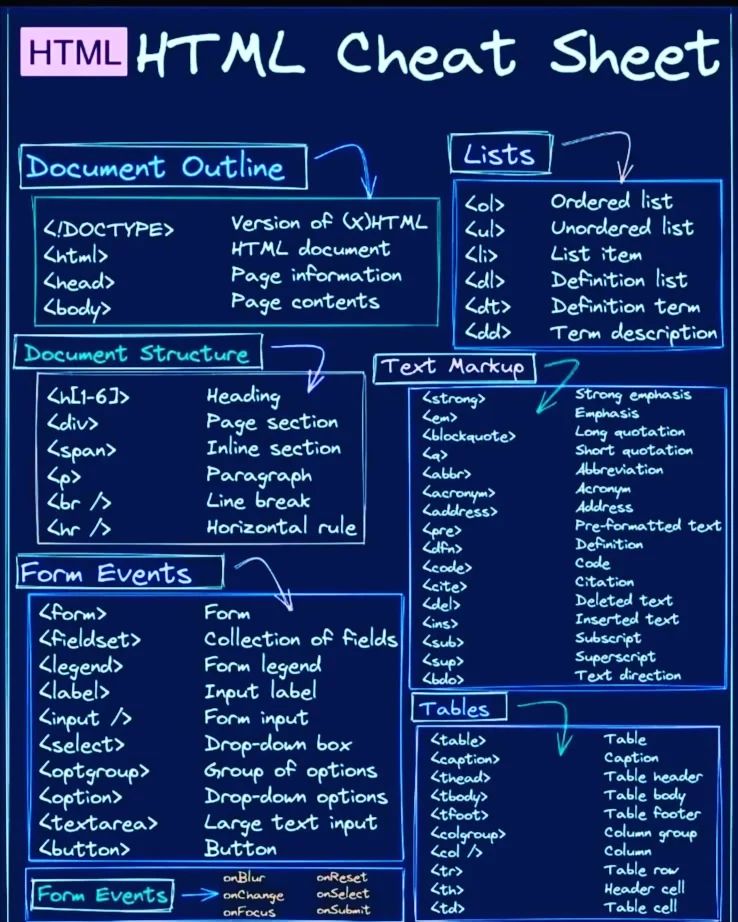 HTML HTML Cheat Sheet
Document Outline
<!DOCTYPE> Version of (X)HTML
<html> HTML document
<head> Page information
<body> Page contents
Lists
<ol> Ordered list
<ul> Unordered list
<li> List item
<dl> Definition list
<dt> Definition term
<dd> Term description
Document Structure
<h[1-6]> Heading
<div> Page section
<span> Inline section
<p> Paragraph
<br /> Line break
<hr /> Horizontal rule
Text Markup
<strong> Strong emphasis
<em> Emphasis
<blockquote> Long quotation
<q> Short quotation
<abbr> Abbreviation
<acronym> Acronym
<address> Address
<pre> Pre-formatted text
<dfn> Definition
<code> Code
<cite> Citation
<del> Deleted text
<ins> Inserted text
<sub> Subscript
<sup> Superscript
<bdo> Text direction
Form Events
<form> Form
<fieldset> Collection of fields
<legend> Form legend
<label> Input label
<input /> Form input
<select> Drop-down box
<optgroup> Group of options
<option> Drop-down options
<textarea> Large text input
<button> Button
Tables
<table> Table
<caption> Caption
<thead> Table header
<tbody> Table body
<tfoot> Table footer
<colgroup> Column group
<col /> Column
<tr> Table row
<th> Header cell
<td> Table cell
Form Events
onBlur onReset
onChange onSelect
onFocus onSubmit